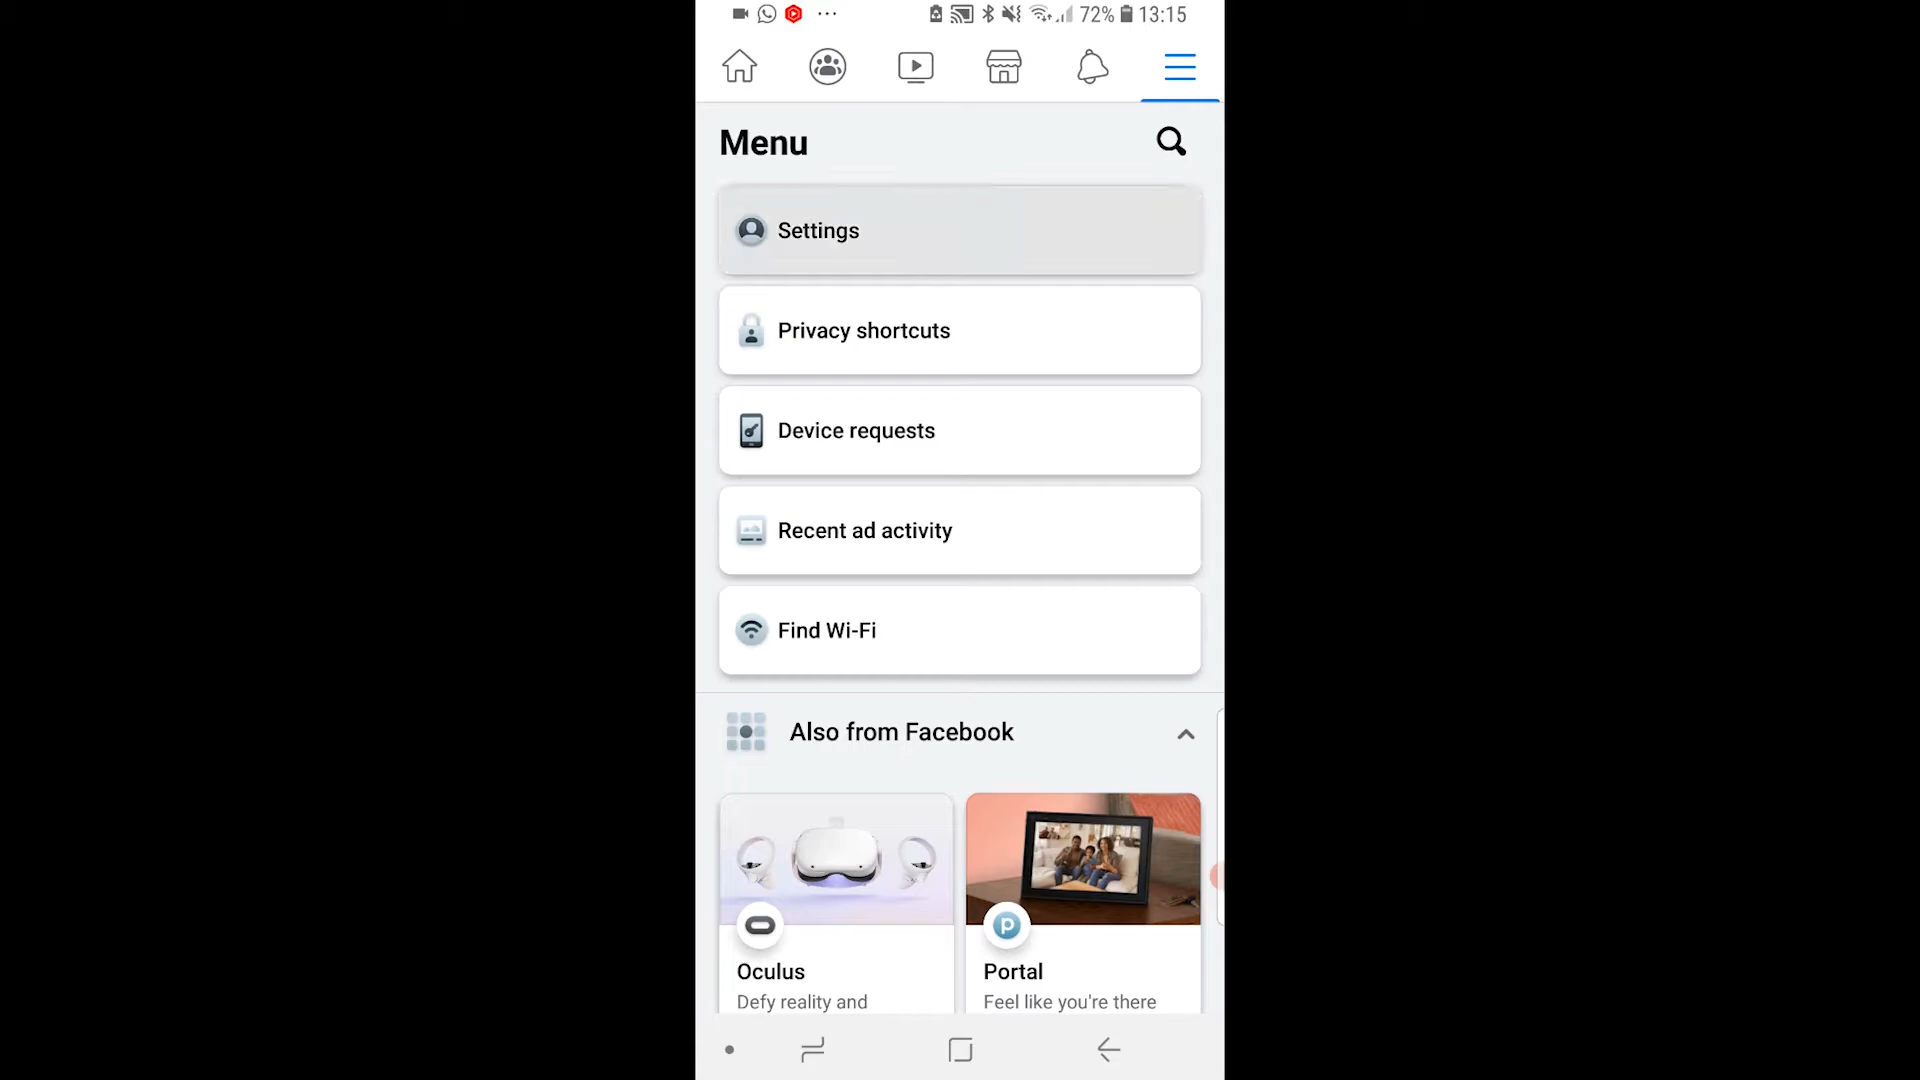 72% 13:15
Menu
Settings
Privacy shortcuts
Device requests
Recent ad activity
Find Wi-Fi
Also from Facebook
Oculus
Defy reality and
Portal
Feel like you're there